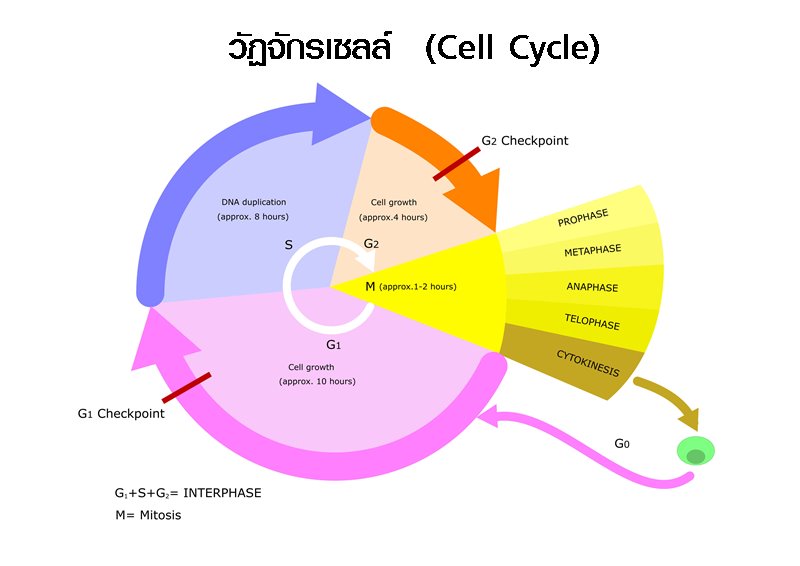 วัฏจักรเซลล์ (Cell Cycle)
G2 Checkpoint
DNA duplication
(approx. 8 hours)
Cell growth
(approx.4 hours)
S
G2
M (approx.1-2 hours)
PROPHASE
METAPHASE
ANAPHASE
TELOPHASE
CYTOKINESIS
G1
Cell growth
(approx. 10 hours)
G1 Checkpoint
G0
G₁+S+G₂= INTERPHASE
M= Mitosis